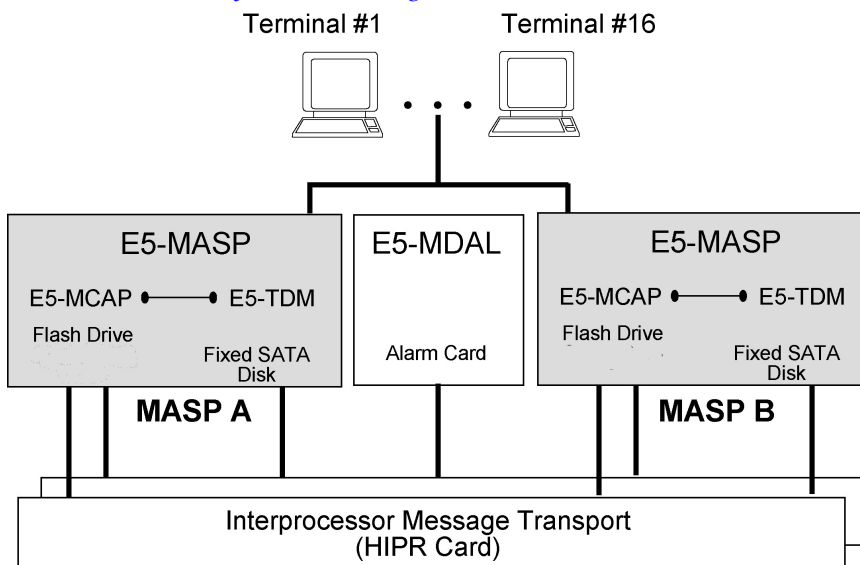 Terminal #1
Terminal #16
E5-MASP
E5-MCAP
E5-TDM
Flash Drive
Fixed SATA
Disk
MASP A
E5-MDAL
Alarm Card
E5-MASP
E5-MCAP
E5-TDM
Flash Drive
Fixed SATA
Disk
MASP B
Interprocessor Message Transport
(HIPR Card)